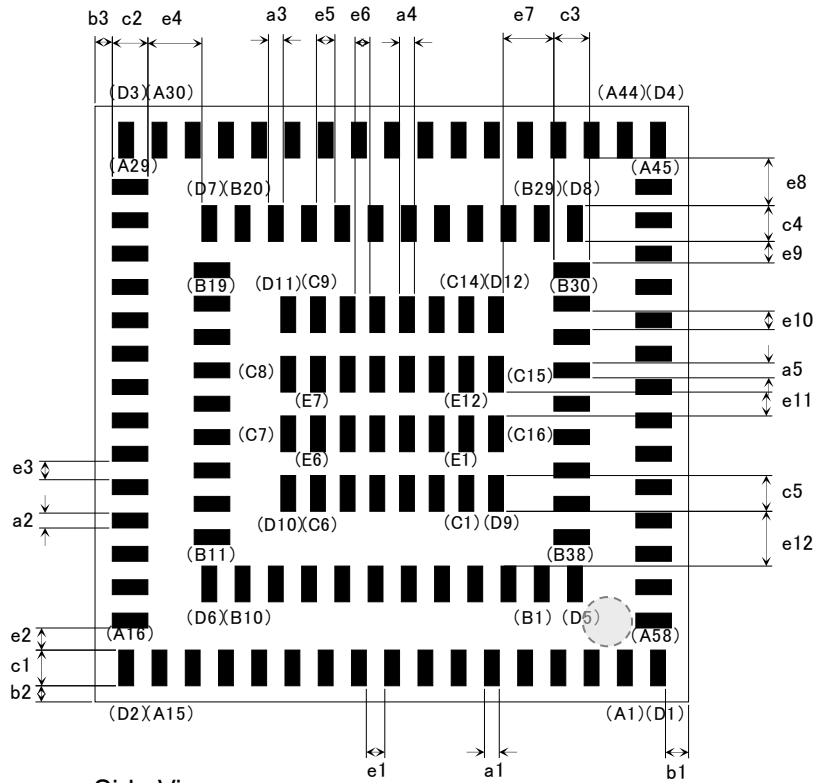 b3 c2 e4 a3 e5 e6 a4 e7 c3
(D3)(A30) (A44)(D4)
(A29) (A45)
(D7)(B20) (B29)(D8)
e8
c4
e9
(B19) (D11)(C9) (C14)(D12) (B30)
e10
(C8) (C15)
a5
(E7) (E12)
e11
(C7) (C16)
(E6) (E1)
e3
c5
a2
(D10)(C6) (C1)(D9)
e12
(B11) (B38)
(D6)(B10) (B1)(D5)
e2 (A16) (A58)
c1
b2
(D2)(A15) (A1)(D1)
e1 a1 b1